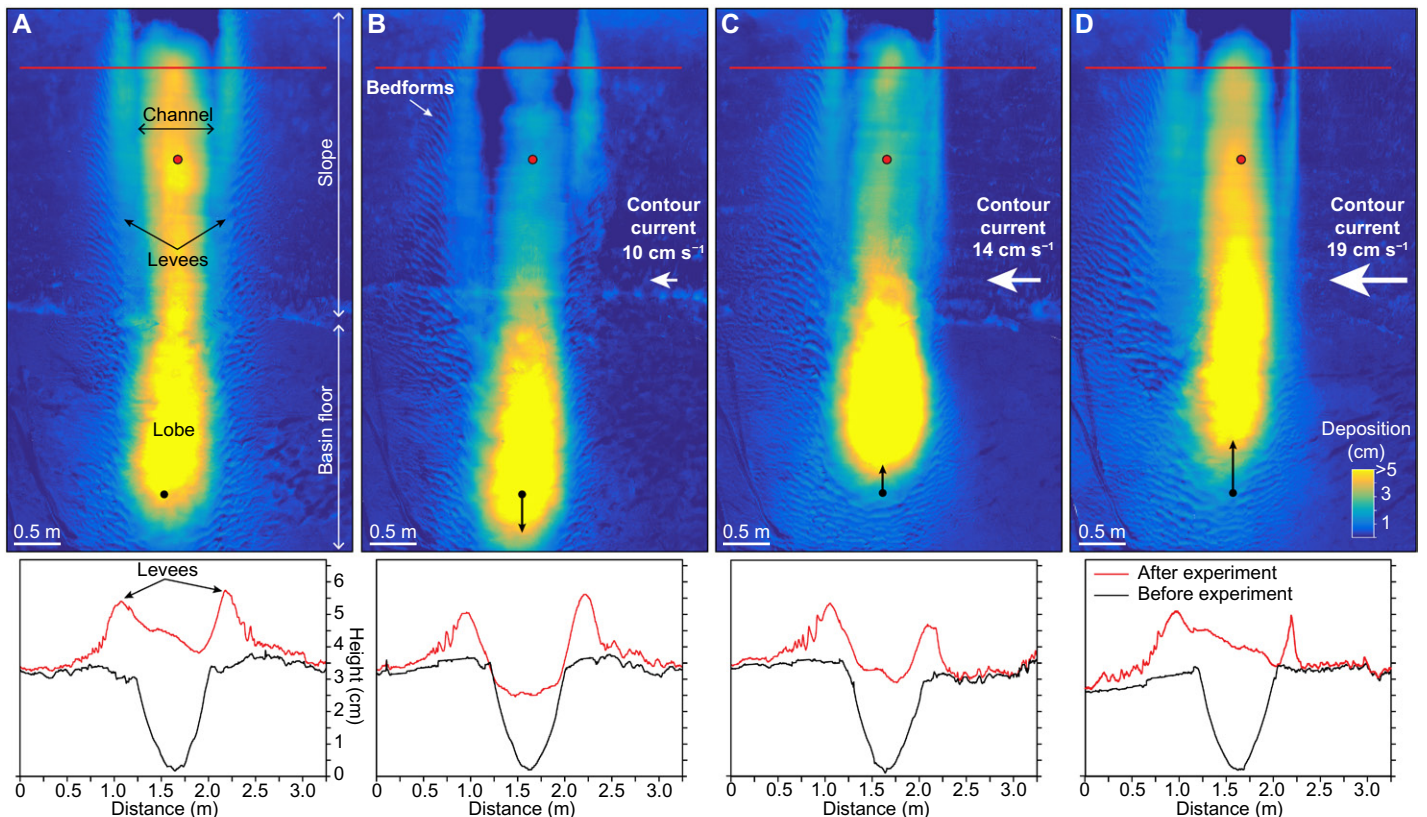 A
Channel
Levees
Lobe
Slope
Basin floor
0.5 m
B
Bedforms
Contour
current
10 cm s⁻¹
0.5 m
C
Contour
current
14 cm s⁻¹
0.5 m
D
Contour
current
19 cm s⁻¹
Deposition
(cm)
>5
3
1
0.5 m
Levees
6
5
4
3
2
1
0
Height (cm)
0 0.5 1.0 1.5 2.0 2.5 3.0
Distance (m)
0 0.5 1.0 1.5 2.0 2.5 3.0
Distance (m)
0 0.5 1.0 1.5 2.0 2.5 3.0
Distance (m)
After experiment
Before experiment
0 0.5 1.0 1.5 2.0 2.5 3.0
Distance (m)